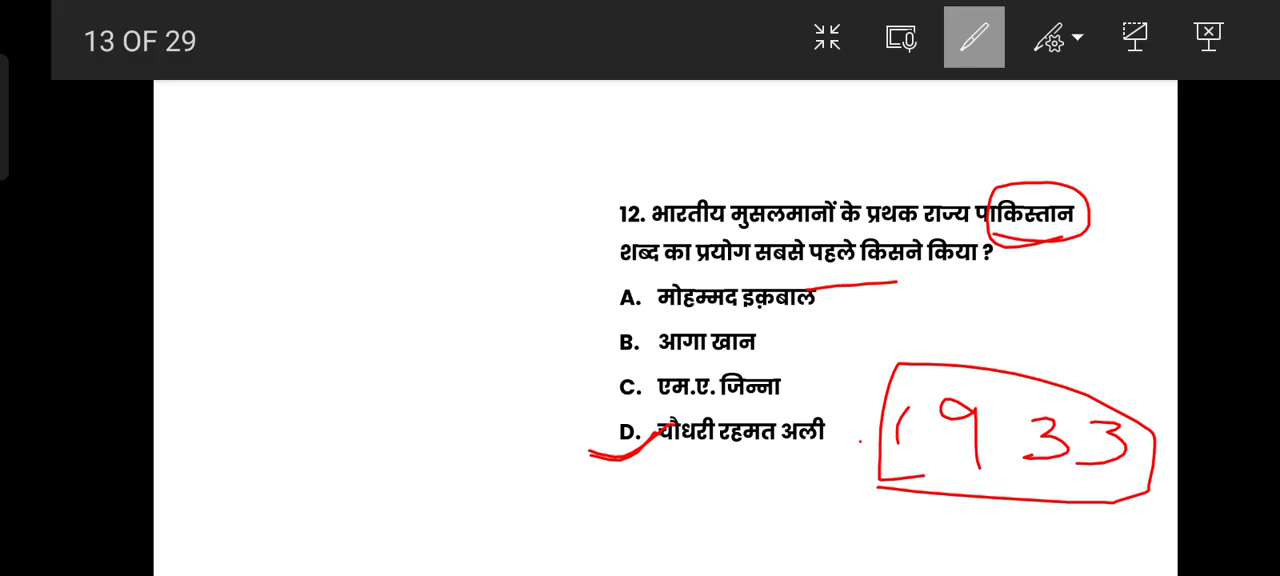 13 OF 29
12. भारतीय मुसलमानों के प्रथक राज्य पाकिस्तान
शब्द का प्रयोग सबसे पहले किसने किया ?
A. मोहम्मद इक़बाल
B. आगा खान
C. एम.ए. जिन्ना
D. चौधरी रहमत अली
1933